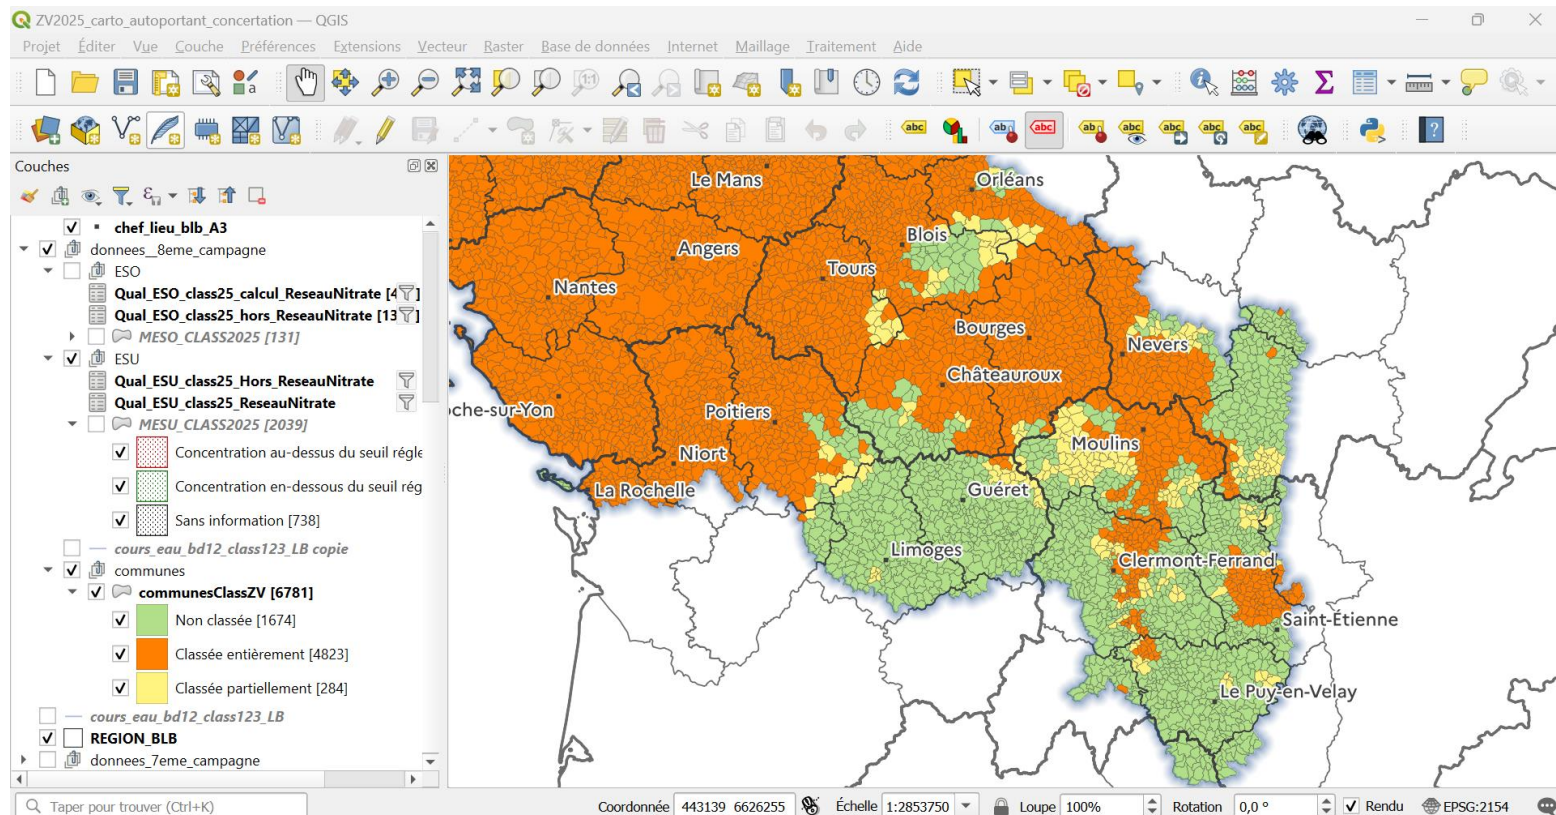 ZV2025_carto_autoportant_concertation — QGIS
Projet Éditer Vue Couche Préférences Extensions Vecteur Raster Base de données Internet Maillage Traitement Aide
Couches
chef_lieu_blb_A3
donnees__8eme_campagne
ESO
Qual_ESO_class25_calcul_ReseauNitrate [4
Qual_ESO_class25_hors_ReseauNitrate [13
MESO_CLASS2025 [131]
ESU
Qual_ESU_class25_Hors_ReseauNitrate
Qual_ESU_class25_ReseauNitrate
MESU_CLASS2025 [2039]
Concentration au-dessus du seuil régle
Concentration en-dessous du seuil rég
Sans information [738]
cours_eau_bd12_class123_LB copie
communes
communesClassZV [6781]
Non classée [1674]
Classée entièrement [4823]
Classée partiellement [284]
cours_eau_bd12_class123_LB
REGION_BLB
donnees_7eme_campagne
Le Mans
Orléans
Angers
Blois
Tours
Nantes
Bourges
Nevers
Châteauroux
oche-sur-Yon
Poitiers
Moulins
Niort
La Rochelle
Guéret
Limoges
Clermont-Ferrand
Saint-Étienne
Le Puy-en-Velay
Taper pour trouver (Ctrl+K)
Coordonnée 443139 6626255 Échelle 1:2853750 Loupe 100% Rotation 0,0 ° Rendu EPSG:2154